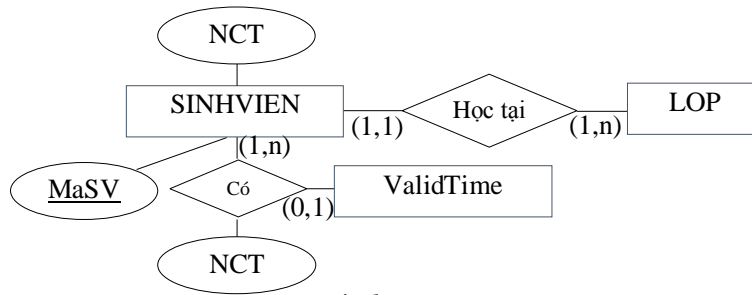 NCT
SINHVIEN
Học tại
LOP
(1,1)
(1,n)
(1,n)
MaSV
Có
ValidTime
(0,1)
NCT